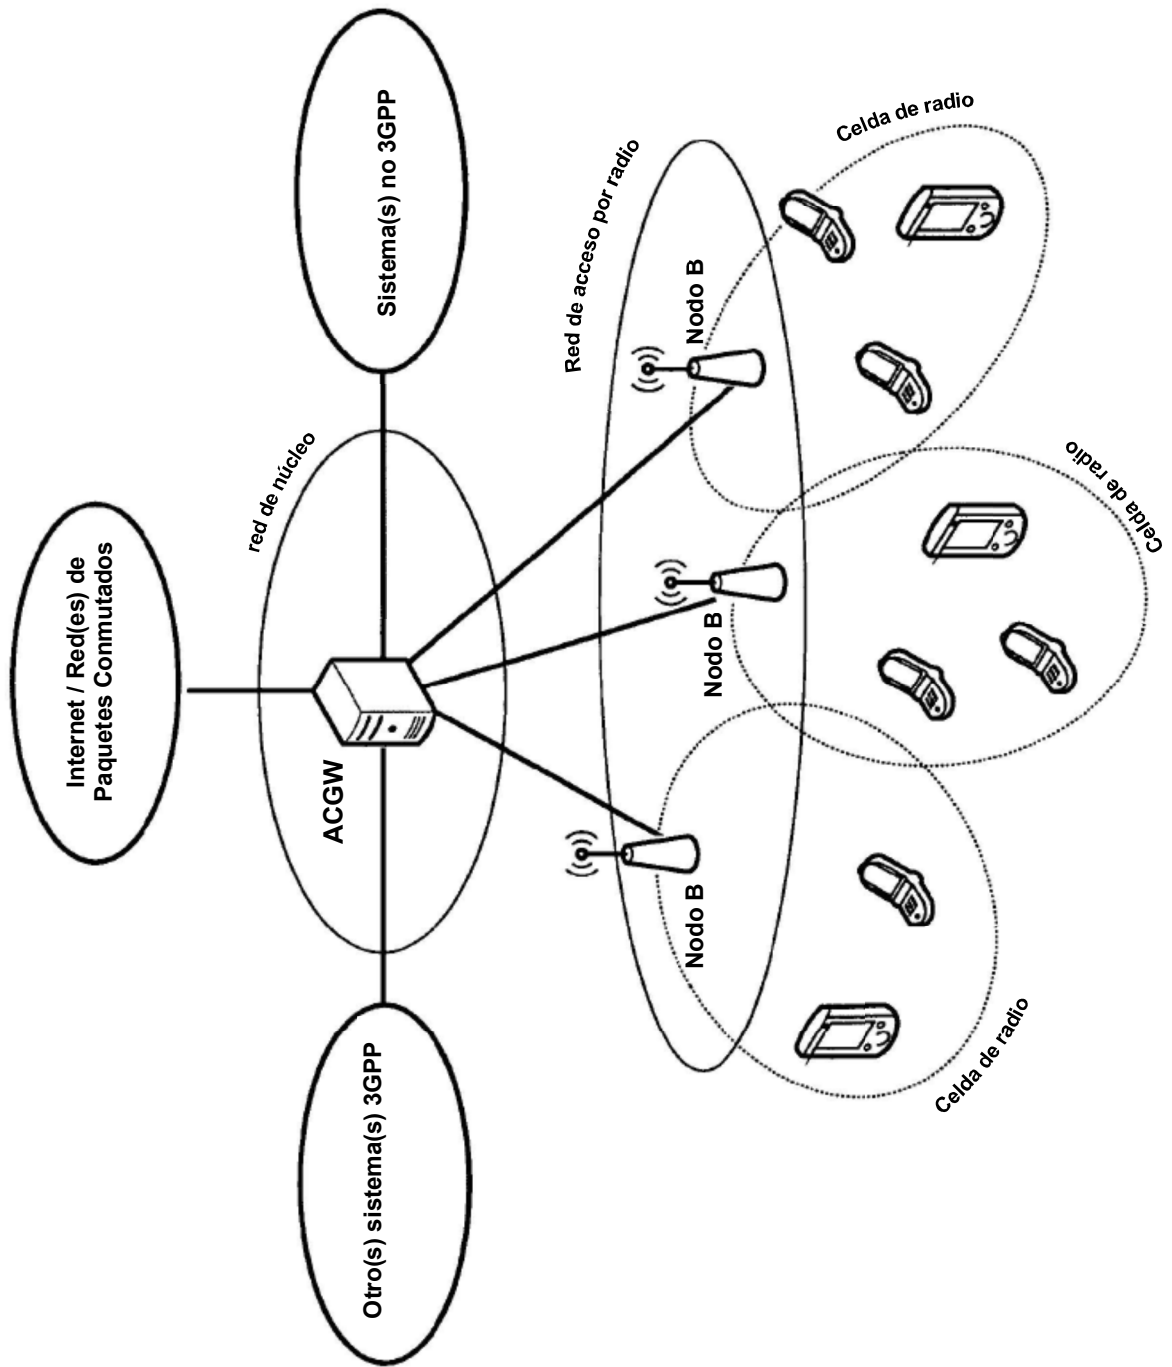 Internet / Red(es) de
Paquetes Conmutados
Otro(s) sistema(s) 3GPP
ACGW
red de núcleo
Sistema(s) no 3GPP
Red de acceso por radio
Nodo B
Nodo B
Nodo B
Celda de radio
Celda de radio
Celda de radio